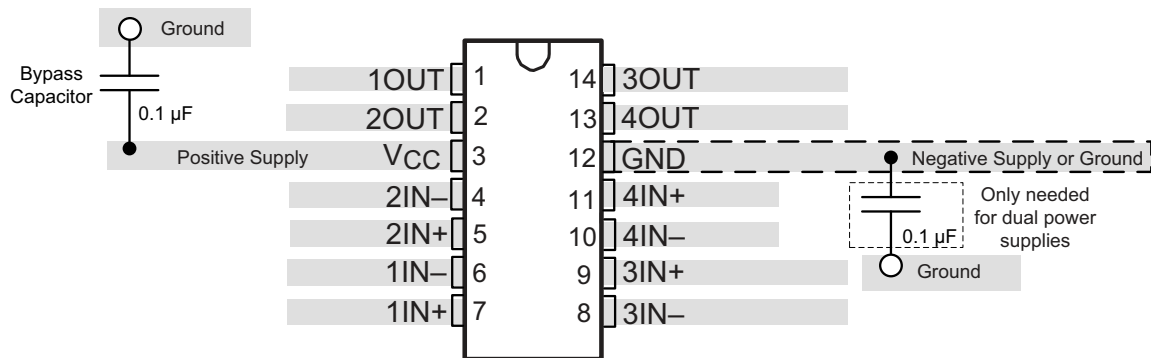 Ground
Bypass
Capacitor
0.1 µF
Positive Supply
1OUT 1
2OUT 2
VCC 3
2IN– 4
2IN+ 5
1IN– 6
1IN+ 7
14 3OUT
13 4OUT
12 GND
11 4IN+
10 4IN–
9 3IN+
8 3IN–
Negative Supply or Ground
Only needed
for dual power
supplies
0.1 µF
Ground